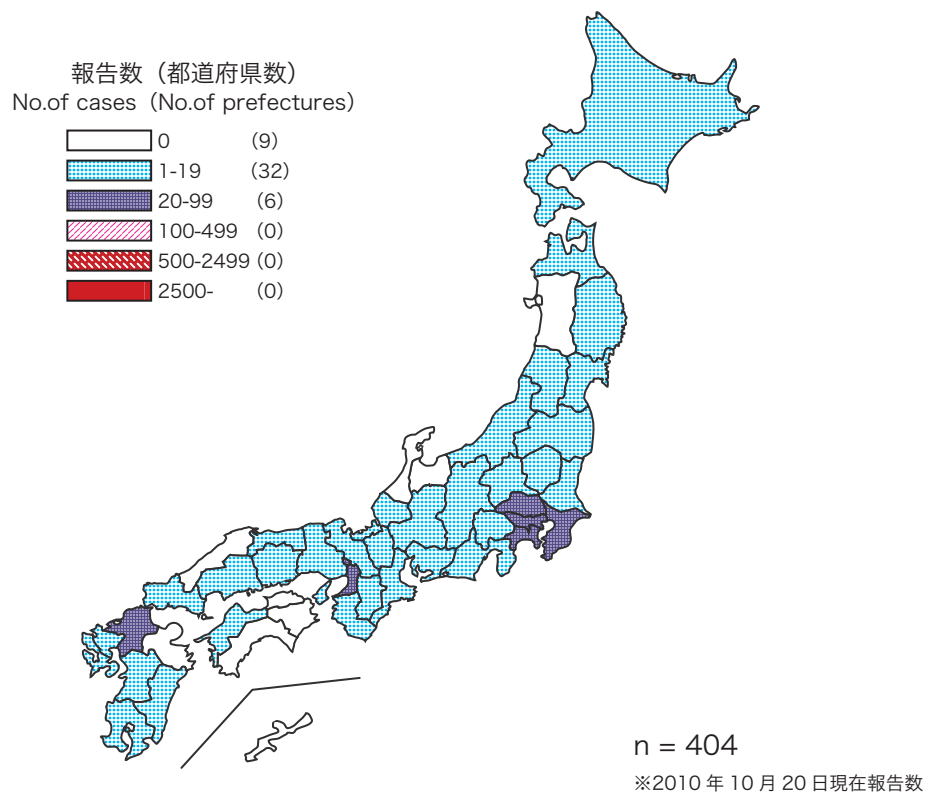 報告数（都道府県数）
No.of cases（No.of prefectures）
0 （9）
1-19 （32）
20-99 （6）
100-499 （0）
500-2499（0）
2500- （0）
n = 404
※2010 年 10 月 20 日現在報告数